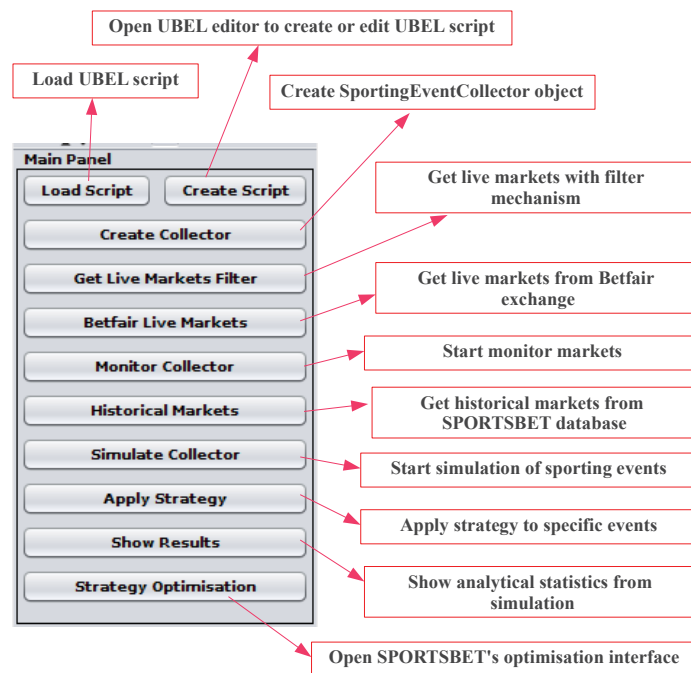 Open UBEL editor to create or edit UBEL script
Load UBEL script
Create SportingEventCollector object
Main Panel
Load Script
Create Script
Get live markets with filter
mechanism
Create Collector
Get Live Markets Filter
Get live markets from Betfair
exchange
Betfair Live Markets
Start monitor markets
Monitor Collector
Get historical markets from
SPORTSBET database
Historical Markets
Simulate Collector
Start simulation of sporting events
Apply Strategy
Apply strategy to specific events
Show Results
Show analytical statistics from
simulation
Strategy Optimisation
Open SPORTSBET's optimisation interface